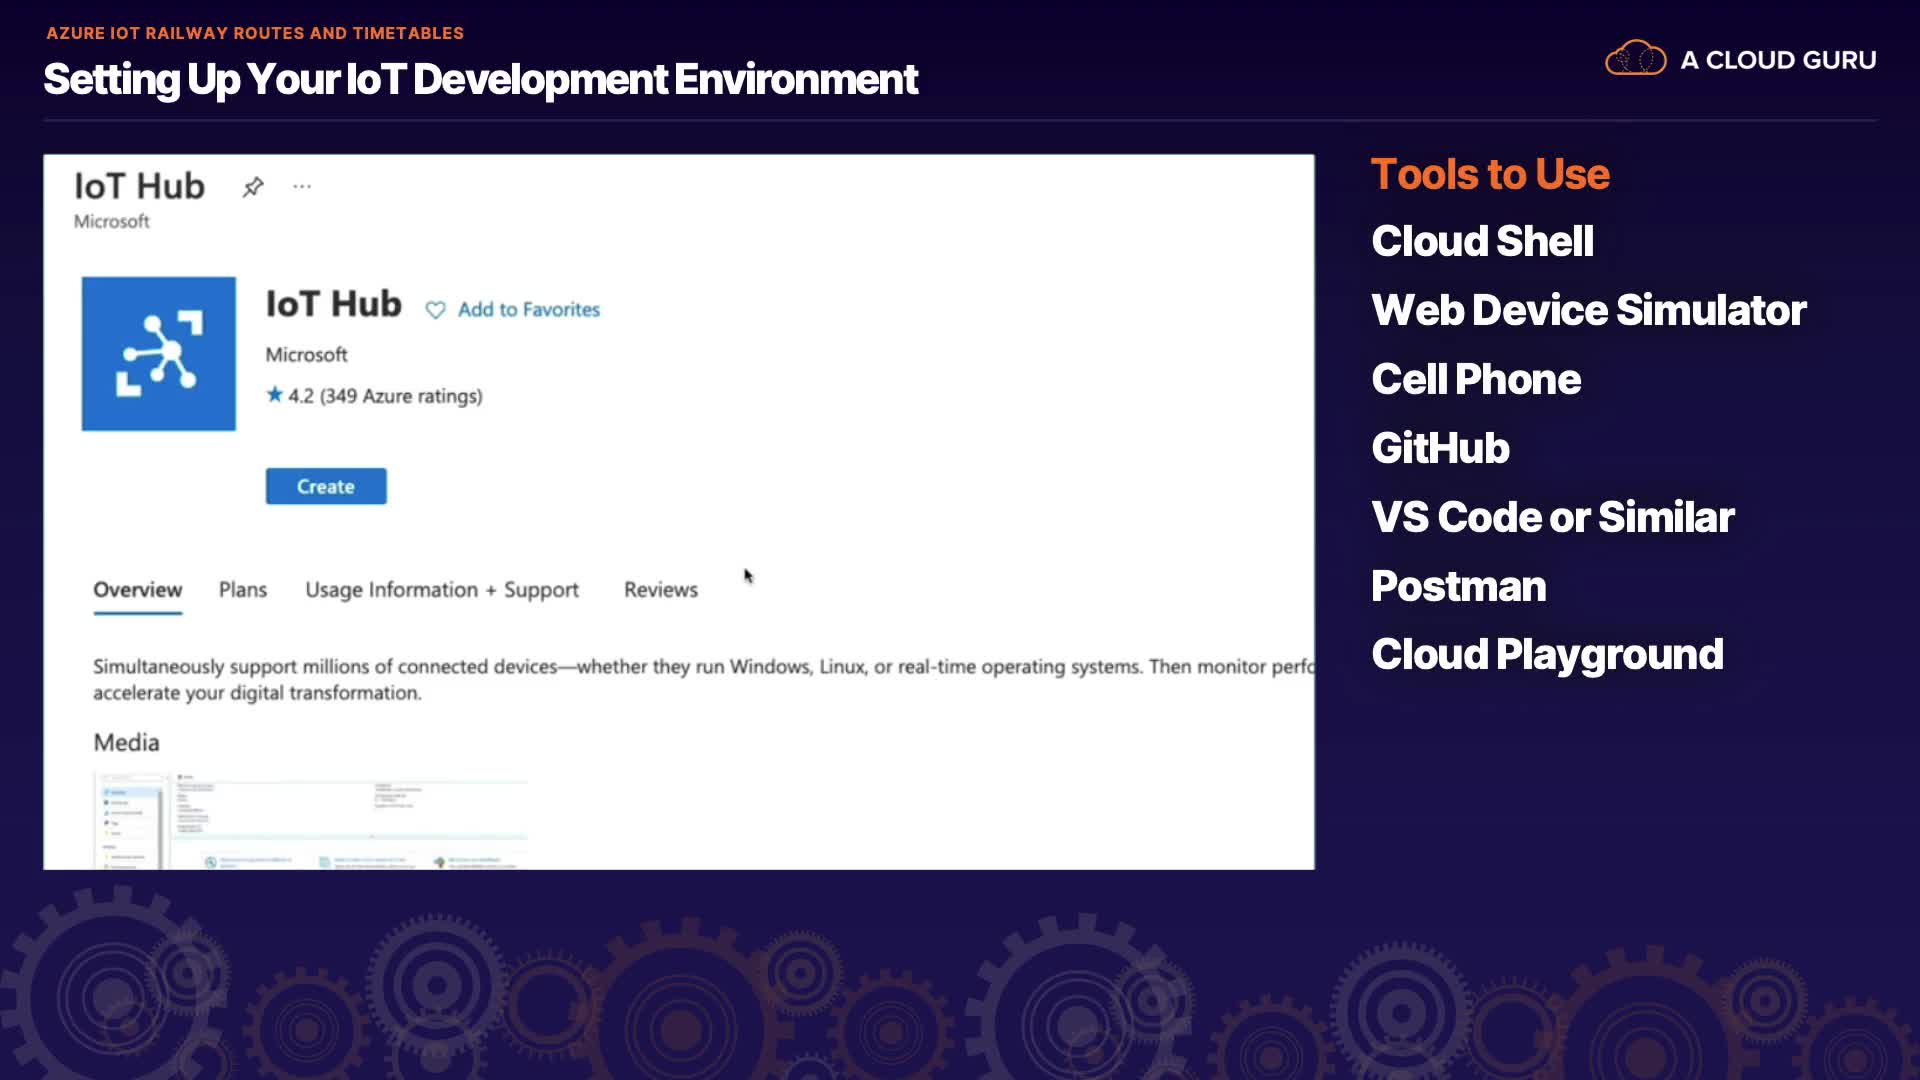 AZURE IOT RAILWAY ROUTES AND TIMETABLES
Setting Up Your IoT Development Environment
A CLOUD GURU
IoT Hub
Microsoft
IoT Hub
Add to Favorites
Microsoft
4.2 (349 Azure ratings)
Create
Overview Plans Usage Information + Support Reviews
Simultaneously support millions of connected devices—whether they run Windows, Linux, or real-time operating systems. Then monitor perfo
accelerate your digital transformation.
Media
Tools to Use
Cloud Shell
Web Device Simulator
Cell Phone
GitHub
VS Code or Similar
Postman
Cloud Playground